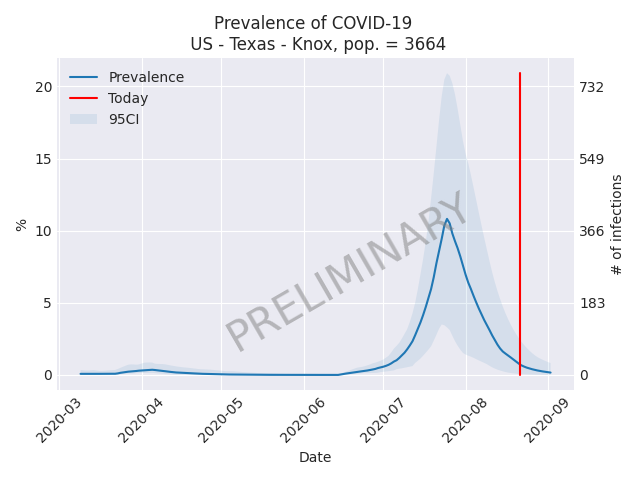 Prevalence of COVID-19
US - Texas - Knox, pop. = 3664
Prevalence
Today
95CI
20
15
10
5
0
%
732
549
366
183
0
# of infections
PRELIMINARY
2020-03
2020-04
2020-05
2020-06
2020-07
2020-08
2020-09
Date